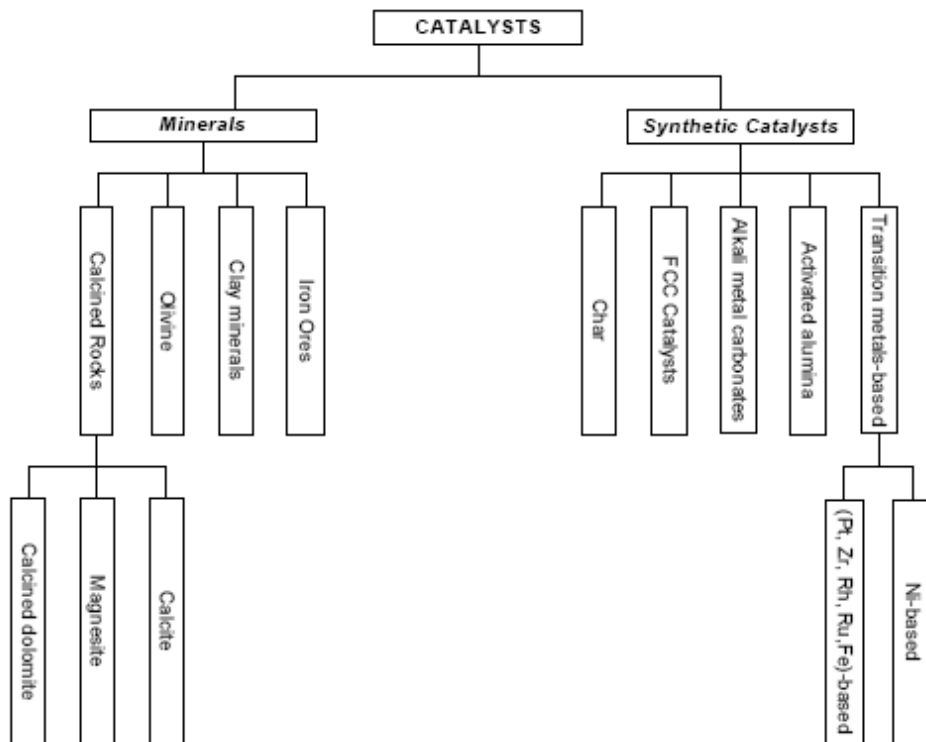 CATALYSTS
Minerals
Synthetic Catalysts
Calcined Rocks
Olivine
Clay minerals
Iron Ores
Char
FCC Catalysts
Alkali metal carbonates
Activated alumina
Transition metals-based
Calcined dolomite
Magnesite
Calcite
(Pt, Zr, Rh, Ru,Fe)-based
Ni-based